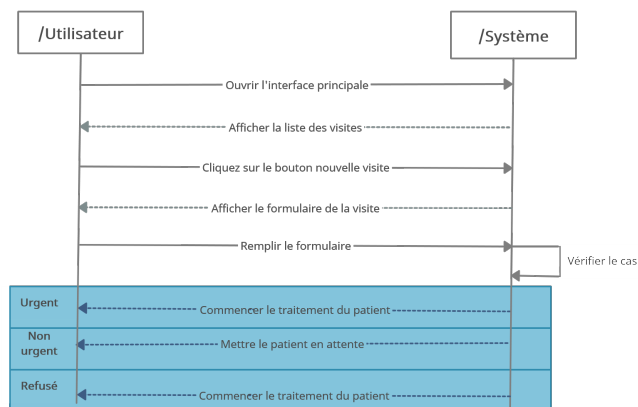 /Utilisateur
/Système
Ouvrir l'interface principale
Afficher la liste des visites
Cliquez sur le bouton nouvelle visite
Afficher le formulaire de la visite
Remplir le formulaire
Vérifier le cas
Urgent
Commencer le traitement du patient
Non
urgent
Mettre le patient en attente
Refusé
Commencer le traitement du patient